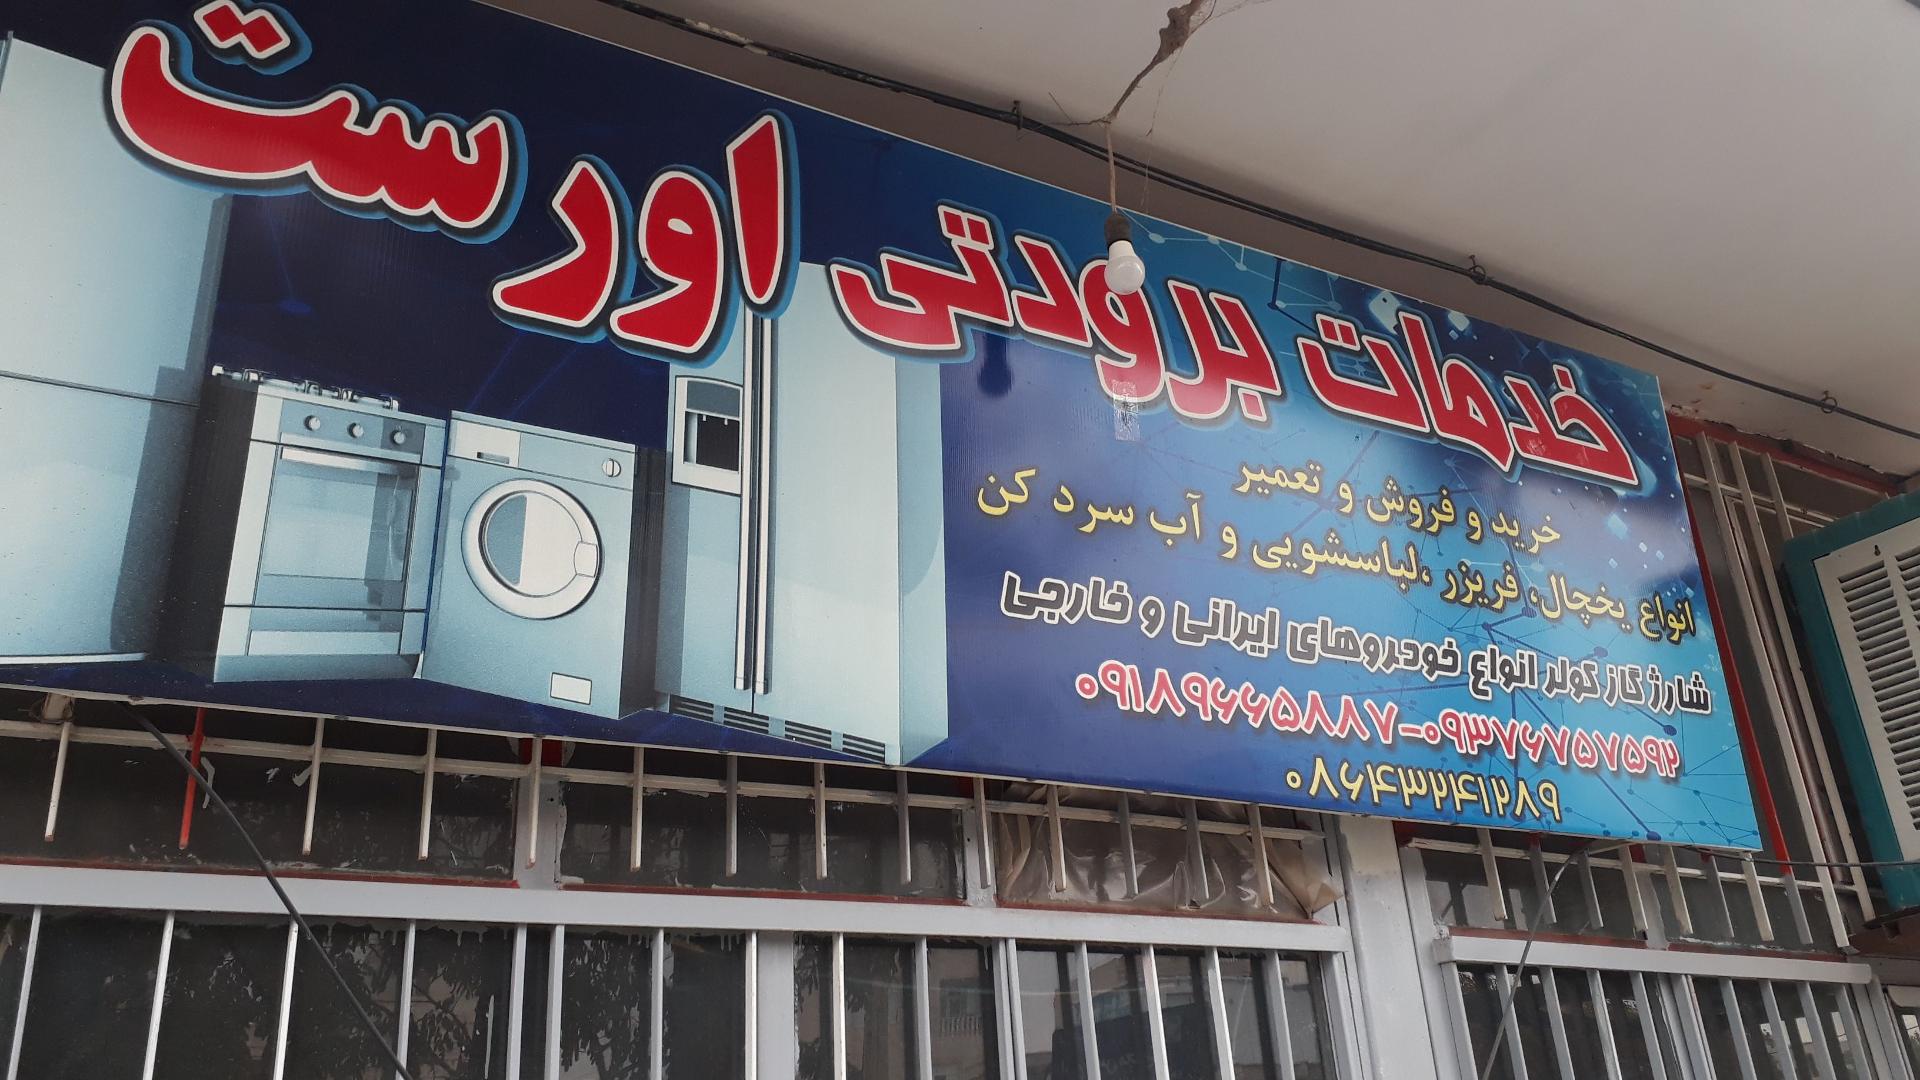 خدمات برودتی اورست
خرید و فروش و تعمیر
انواع یخچال، فریزر ،لباسشویی و آب سرد کن
شارژ گاز کولر انواع خودروهای ایرانی و خارجی
۰۹۱۸۹۶۶۵۸۸۷-۰۹۳۷۶۷۵۷۵۹۲
۰۸۶۴۳۲۴۱۲۸۹